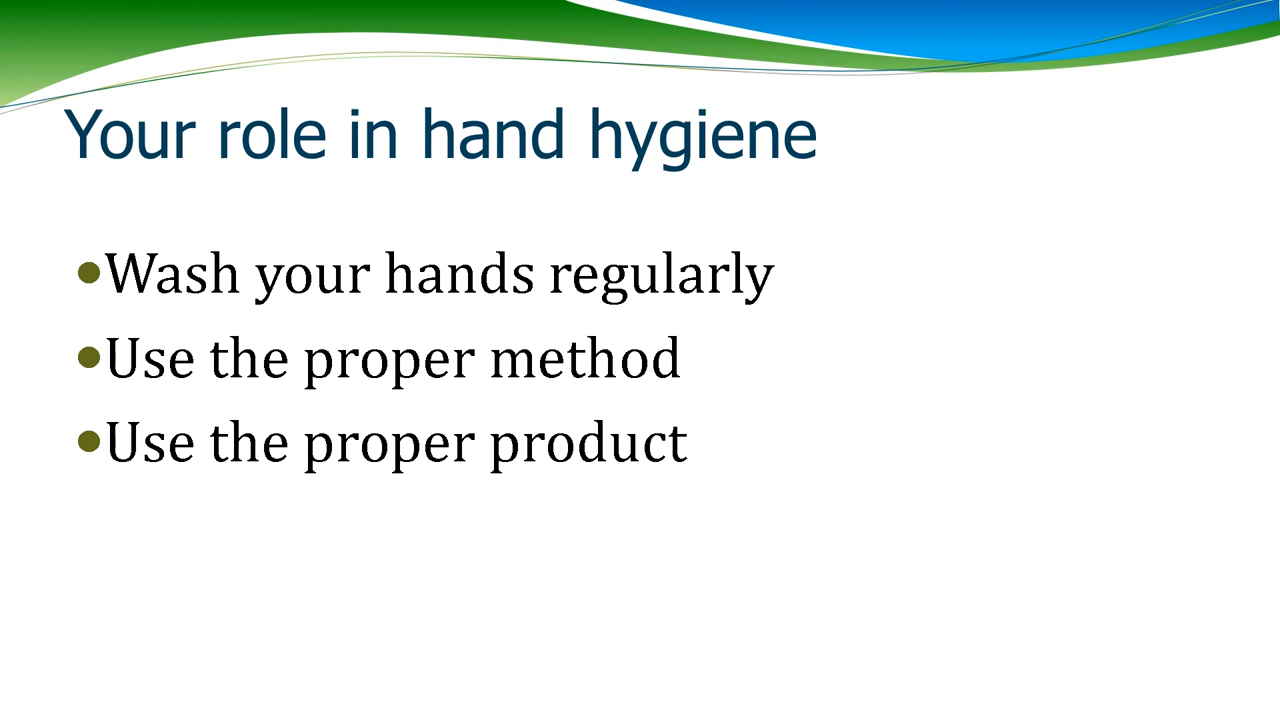 Your role in hand hygiene
•Wash your hands regularly
•Use the proper method
•Use the proper product